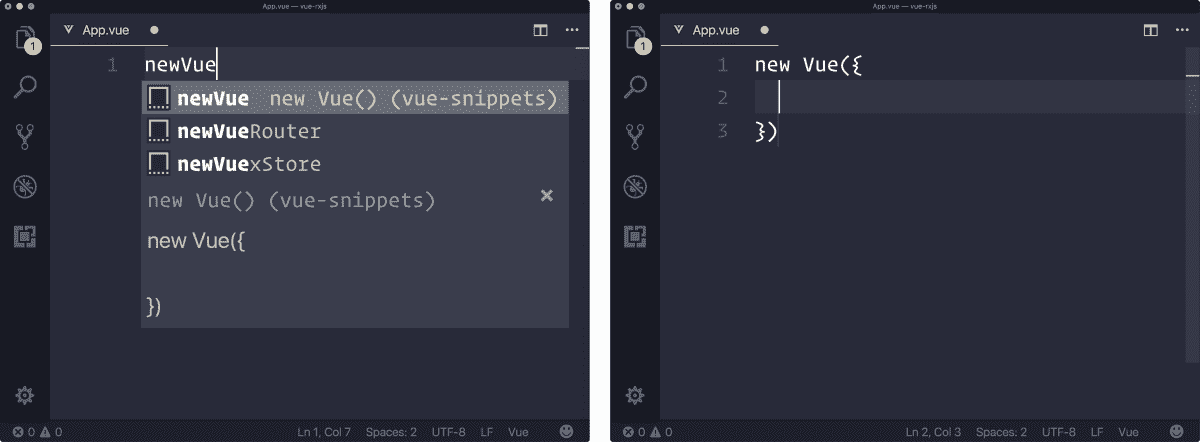 App.vue — vue-rxjs
App.vue
1
1 newVue
newVue new Vue() (vue-snippets)
newVueRouter
newVuexStore
new Vue() (vue-snippets) ×
new Vue({
})
0 0 Ln 1, Col 7 Spaces: 2 UTF-8 LF Vue
App.vue — vue-rxjs
App.vue
1
1 new Vue({
2
3 })
0 0 Ln 2, Col 3 Spaces: 2 UTF-8 LF Vue